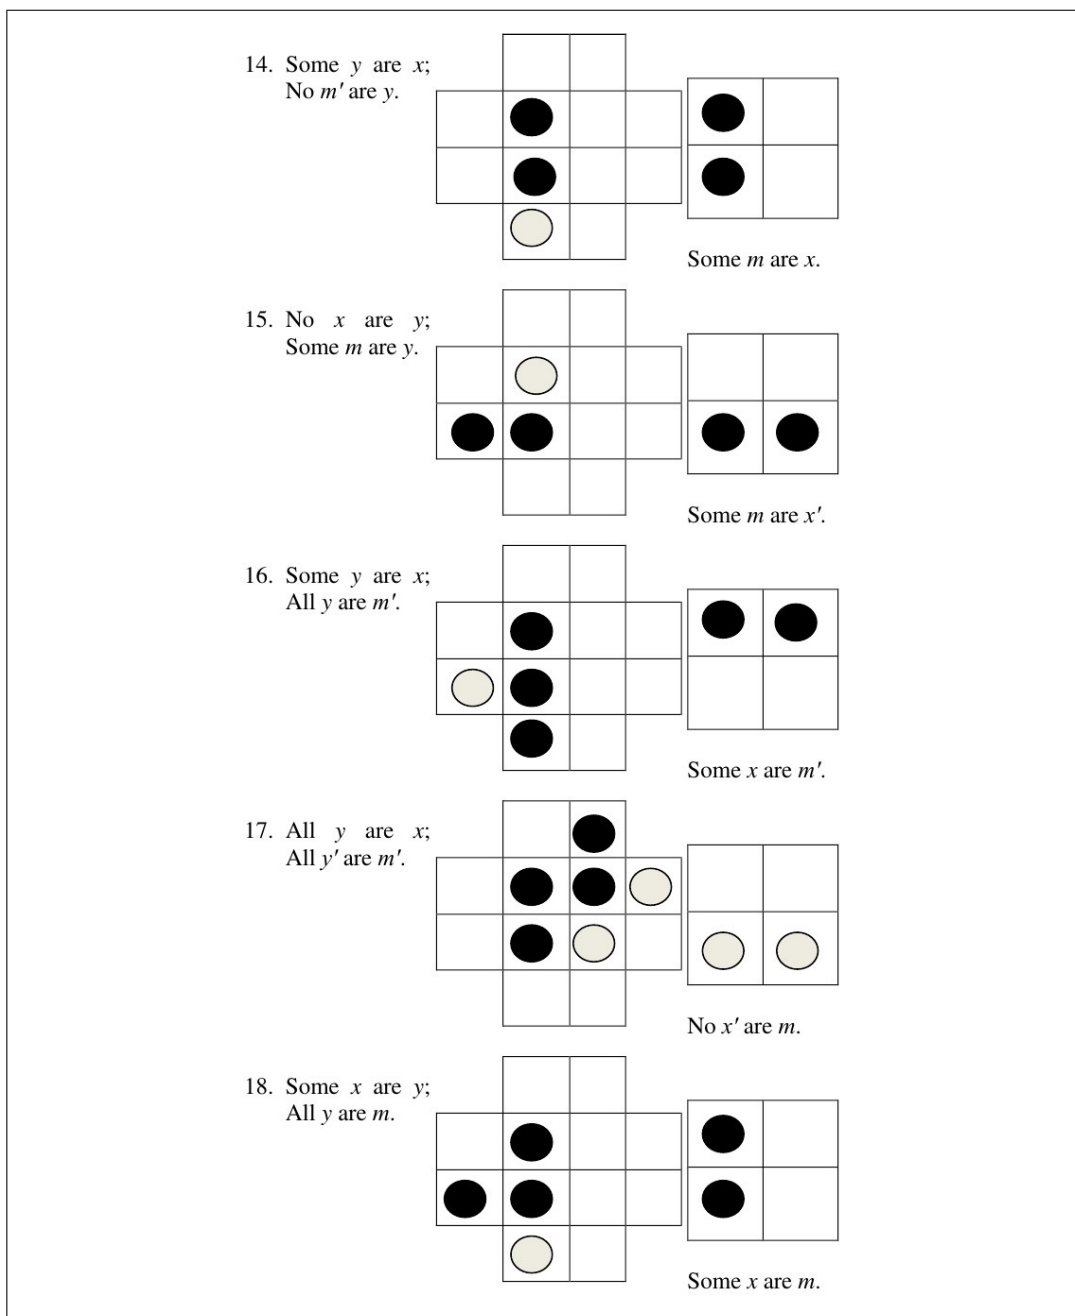 14. Some y are x;
No m′ are y.
Some m are x.
15. No x are y;
Some m are y.
Some m are x′.
16. Some y are x;
All y are m′.
Some x are m′.
17. All y are x;
All y′ are m′.
No x′ are m.
18. Some x are y;
All y are m.
Some x are m.